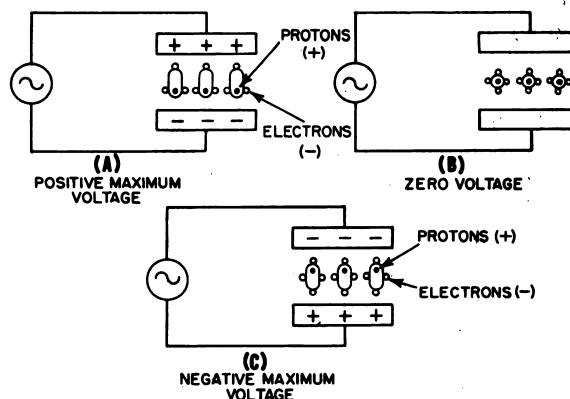 + + +
PROTONS
(+)
ELECTRONS
(–)
– – –
(A)
POSITIVE MAXIMUM
VOLTAGE
(B)
ZERO VOLTAGE
– – –
PROTONS (+)
ELECTRONS (–)
+ + +
(C)
NEGATIVE MAXIMUM
VOLTAGE